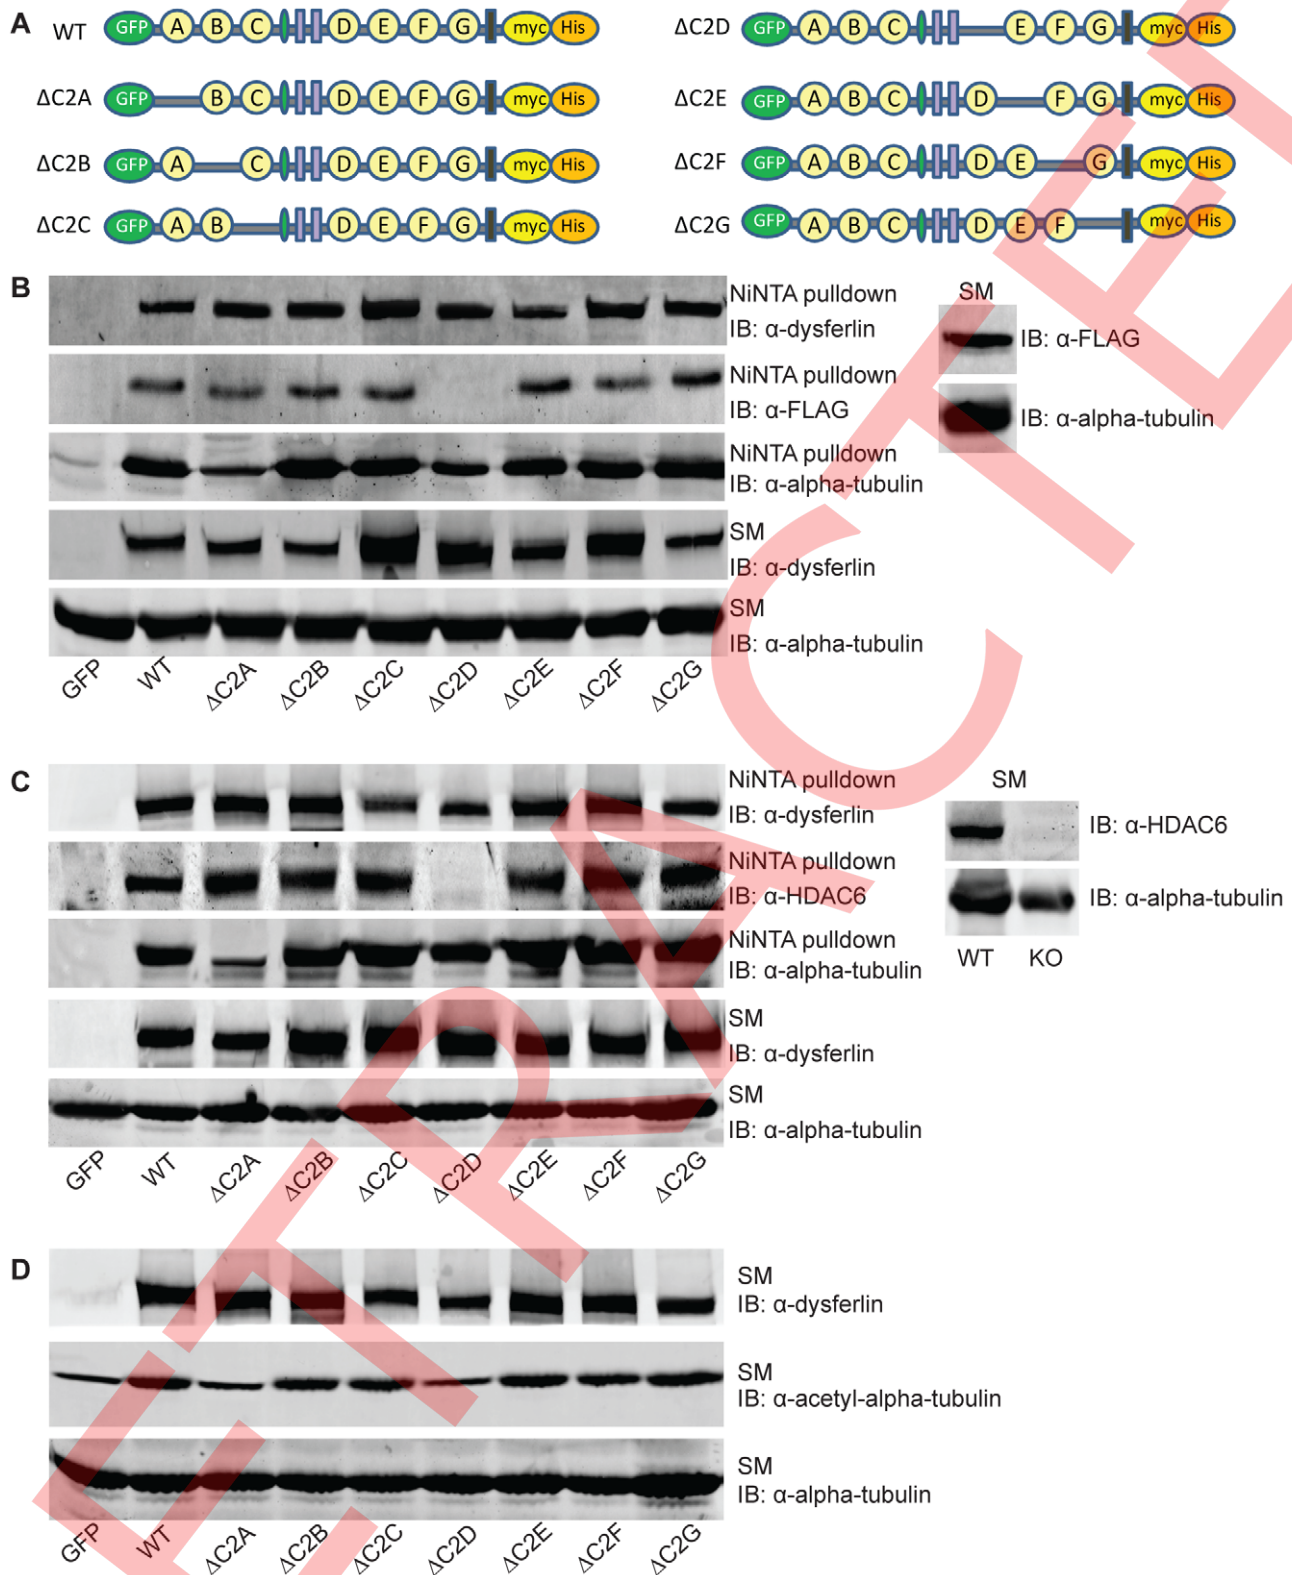 A
WT GFP A B C D E F G myc His
ΔC2A GFP B C D E F G myc His
ΔC2B GFP A C D E F G myc His
ΔC2C GFP A B D E F G myc His
ΔC2D GFP A B C E F G myc His
ΔC2E GFP A B C D F G myc His
ΔC2F GFP A B C D E G myc His
ΔC2G GFP A B C D E F myc His
B
NiNTA pulldown
IB: α-dysferlin
NiNTA pulldown
IB: α-FLAG
NiNTA pulldown
IB: α-alpha-tubulin
SM
IB: α-dysferlin
SM
IB: α-alpha-tubulin
GFP WT ΔC2A ΔC2B ΔC2C ΔC2D ΔC2E ΔC2F ΔC2G
SM
IB: α-FLAG
IB: α-alpha-tubulin
C
NiNTA pulldown
IB: α-dysferlin
NiNTA pulldown
IB: α-HDAC6
NiNTA pulldown
IB: α-alpha-tubulin
SM
IB: α-dysferlin
SM
IB: α-alpha-tubulin
GFP WT ΔC2A ΔC2B ΔC2C ΔC2D ΔC2E ΔC2F ΔC2G
SM
IB: α-HDAC6
IB: α-alpha-tubulin
WT KO
D
SM
IB: α-dysferlin
SM
IB: α-acetyl-alpha-tubulin
SM
IB: α-alpha-tubulin
GFP WT ΔC2A ΔC2B ΔC2C ΔC2D ΔC2E ΔC2F ΔC2G